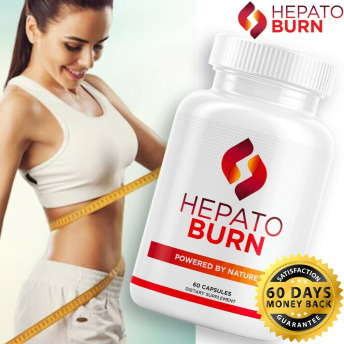 HEPATO
BURN
HEPATO
BURN
POWERED BY NATURE
60 CAPSULES
DIETARY SUPPLEMENT
SATISFACTION
60 DAYS
MONEY BACK
GUARANTEE